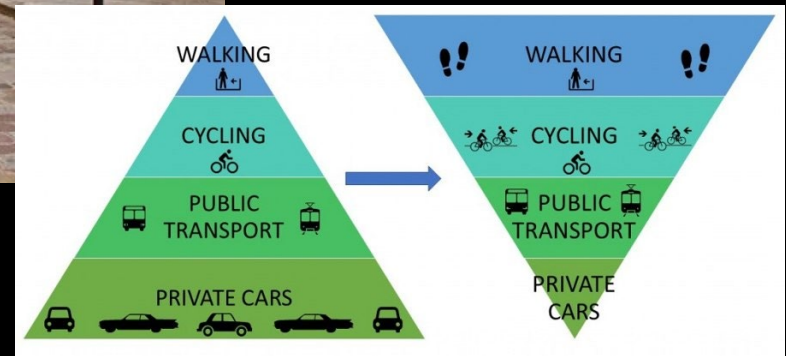 WALKING
CYCLING
PUBLIC
TRANSPORT
PRIVATE CARS
WALKING
CYCLING
PUBLIC
TRANSPORT
PRIVATE
CARS